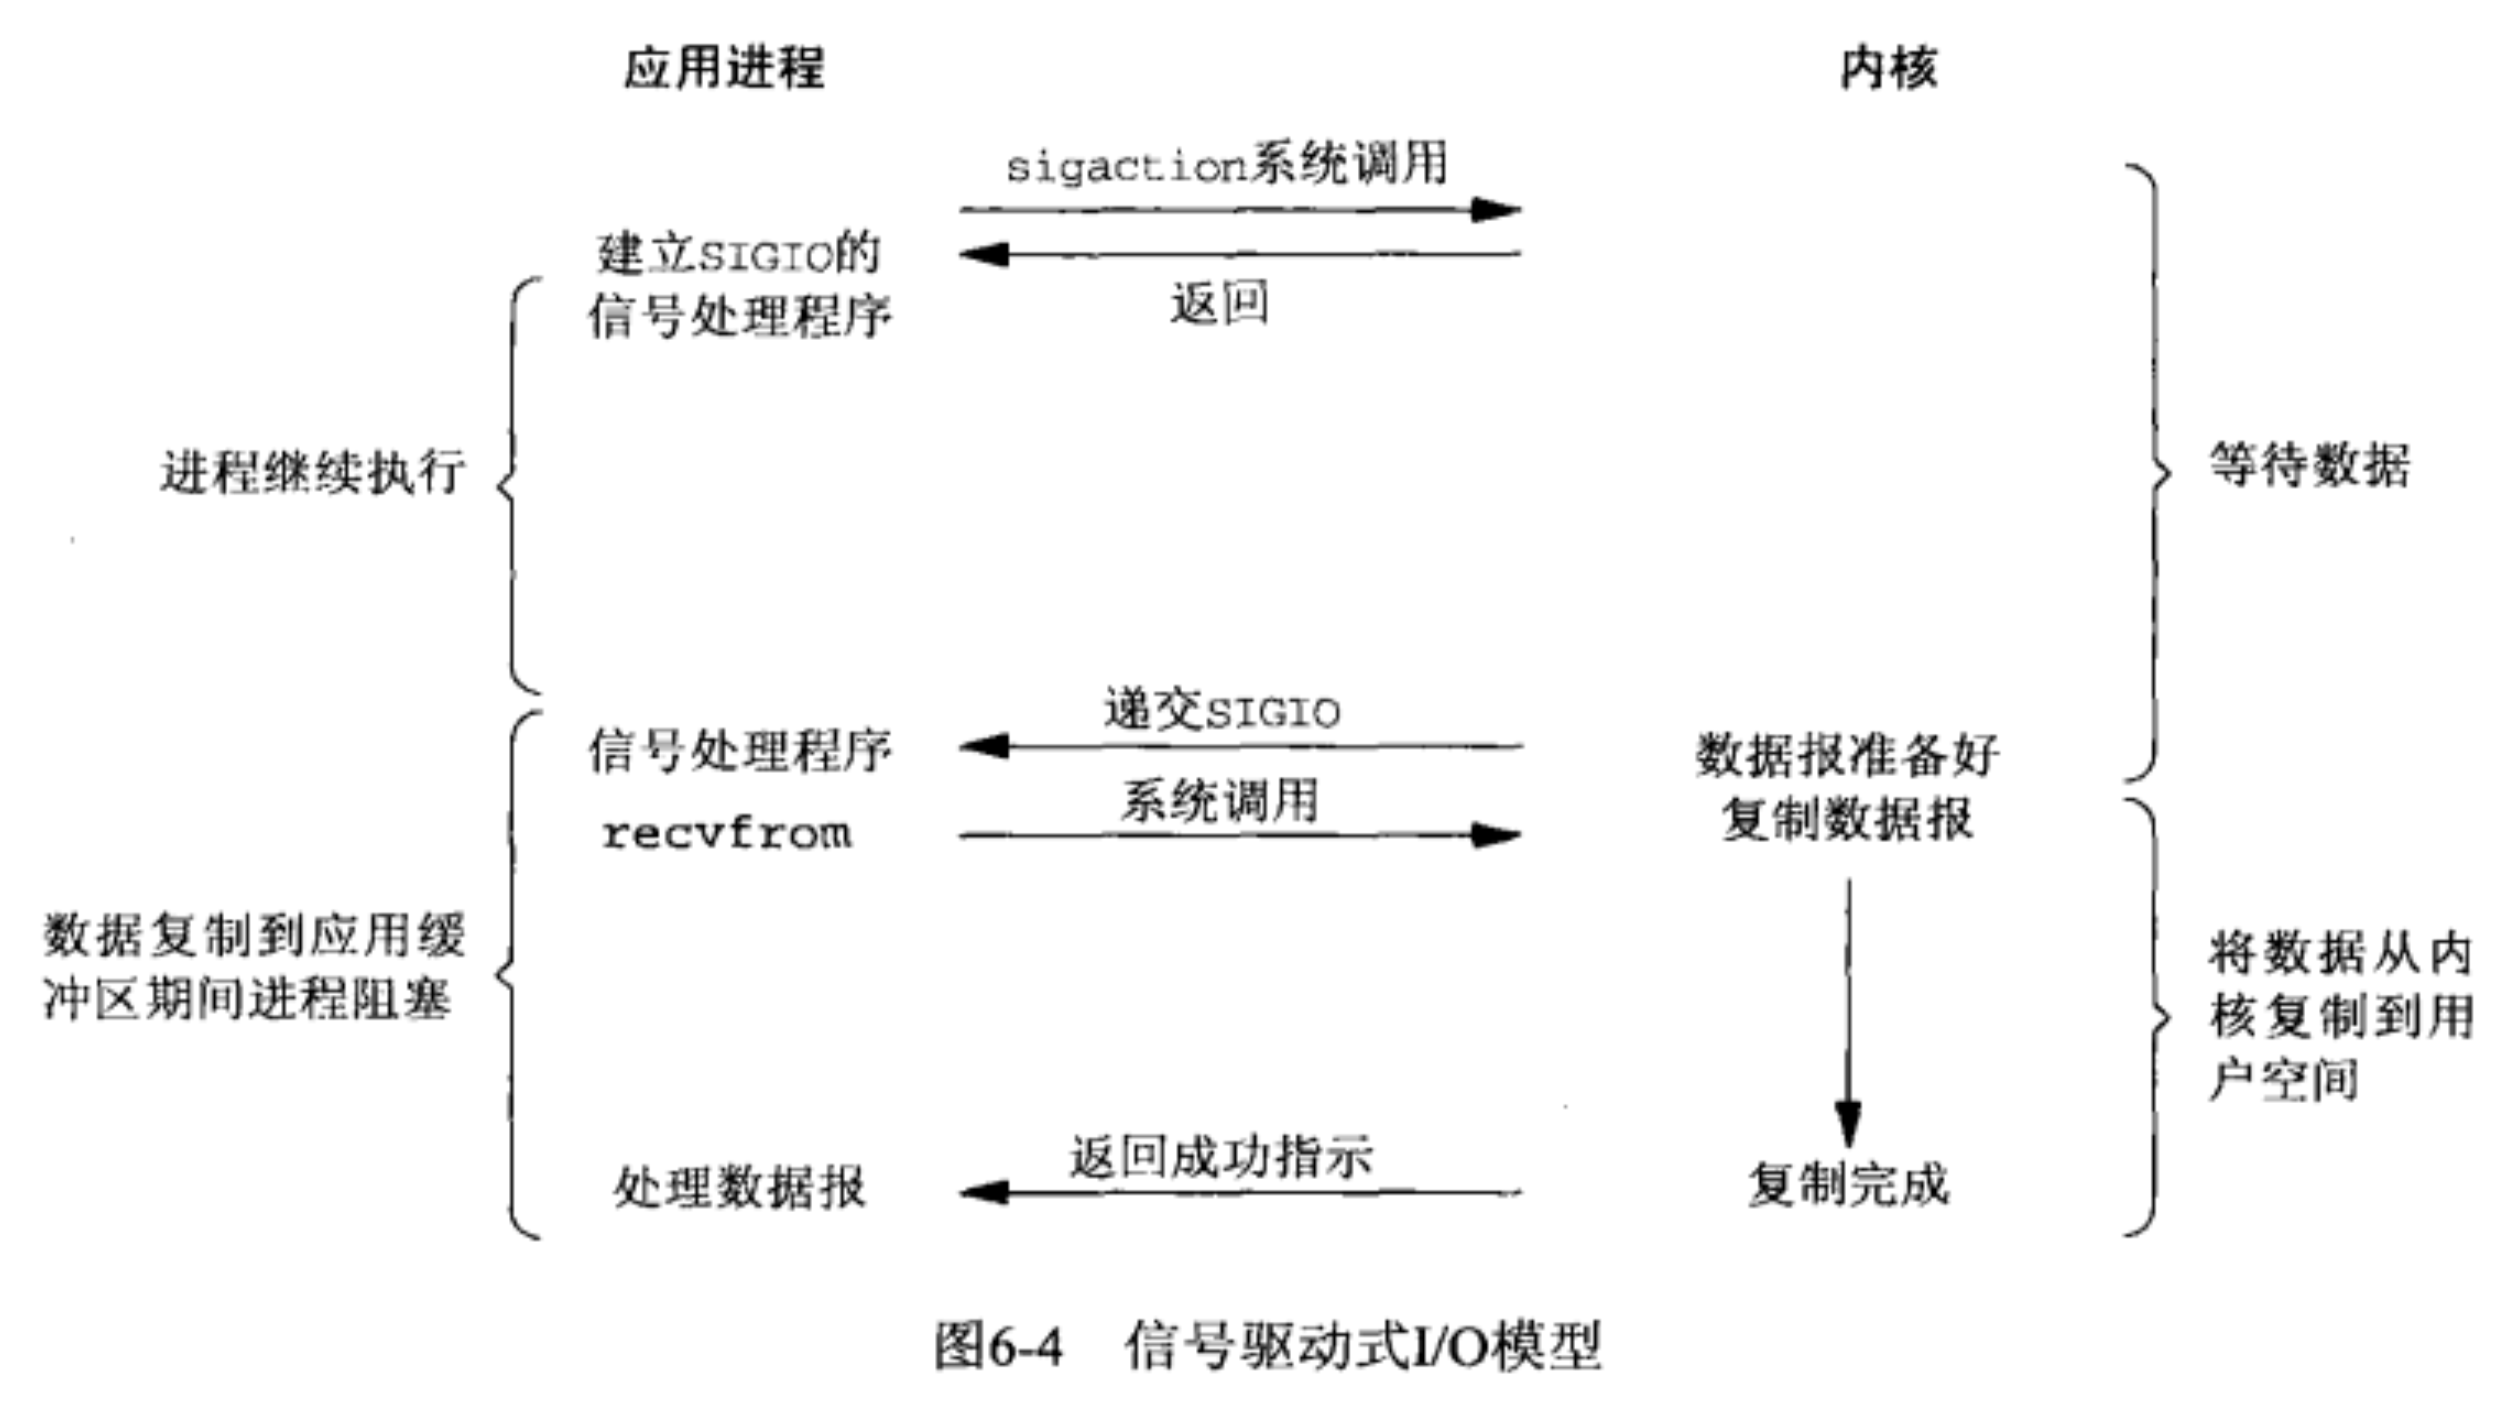 应用进程
内核
sigaction系统调用
建立SIGIO的
信号处理程序
返回
进程继续执行
等待数据
递交SIGIO
信号处理程序
数据报准备好
系统调用
recvfrom
复制数据报
数据复制到应用缓
冲区期间进程阻塞
将数据从内
核复制到用
户空间
返回成功指示
处理数据报
复制完成
图6-4 信号驱动式I/O模型